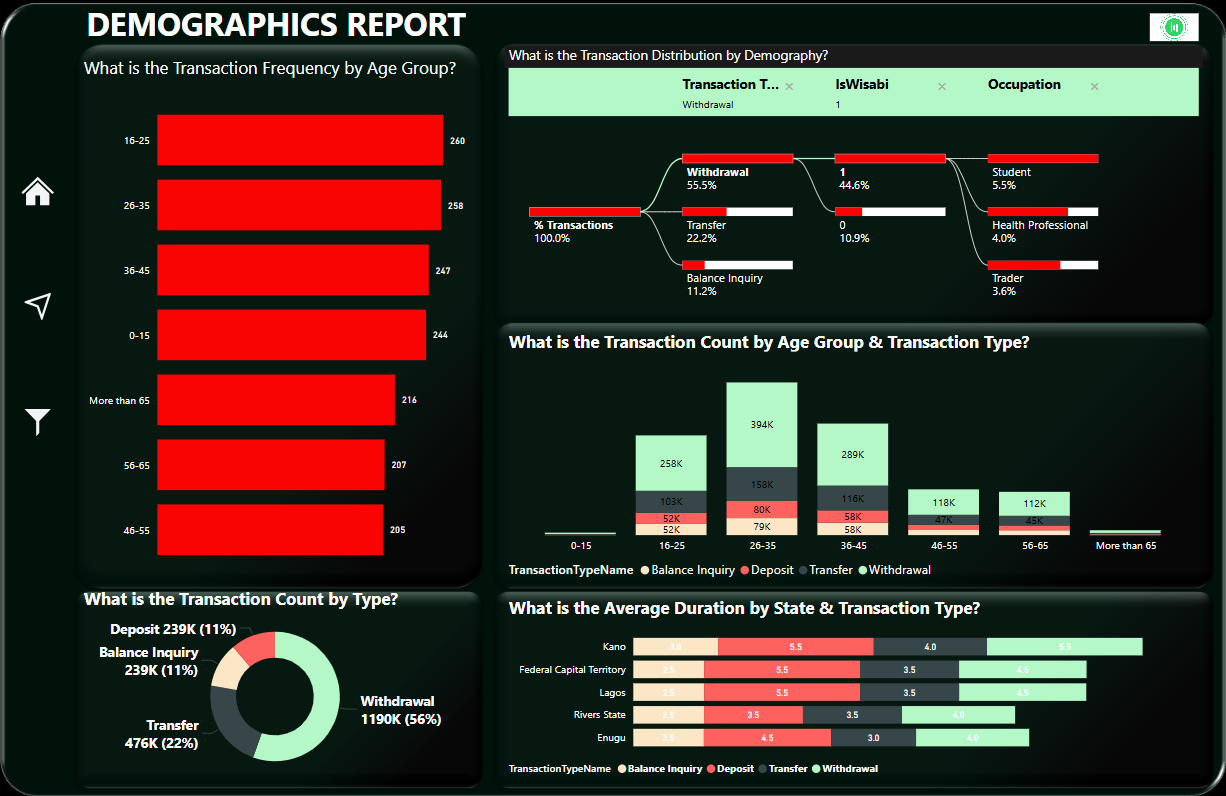 DEMOGRAPHICS REPORT
What is the Transaction Frequency by Age Group?
16-25
260
26-35
258
36-45
247
0-15
244
More than 65
216
56-65
207
46-55
205
What is the Transaction Count by Type?
Deposit 239K (11%)
Balance Inquiry
239K (11%)
Transfer
476K (22%)
Withdrawal
1190K (56%)
What is the Transaction Distribution by Demography?
Transaction T... ×
IsWisabi ×
Occupation ×
Withdrawal
1
% Transactions
100.0%
Withdrawal
55.5%
Transfer
22.2%
Balance Inquiry
11.2%
1
44.6%
0
10.9%
Student
5.5%
Health Professional
4.0%
Trader
3.6%
What is the Transaction Count by Age Group & Transaction Type?
258K
103K
52K
52K
394K
158K
80K
79K
289K
116K
58K
58K
118K
47K
112K
45K
0-15 16-25 26-35 36-45 46-55 56-65 More than 65
TransactionTypeName Balance Inquiry Deposit Transfer Withdrawal
What is the Average Duration by State & Transaction Type?
Kano 3.0 5.5 4.0 5.5
Federal Capital Territory 2.5 5.5 3.5 4.5
Lagos 2.5 5.5 3.5 4.5
Rivers State 2.5 3.5 3.5 4.0
Enugu 2.5 4.5 3.0 4.0
TransactionTypeName Balance Inquiry Deposit Transfer Withdrawal